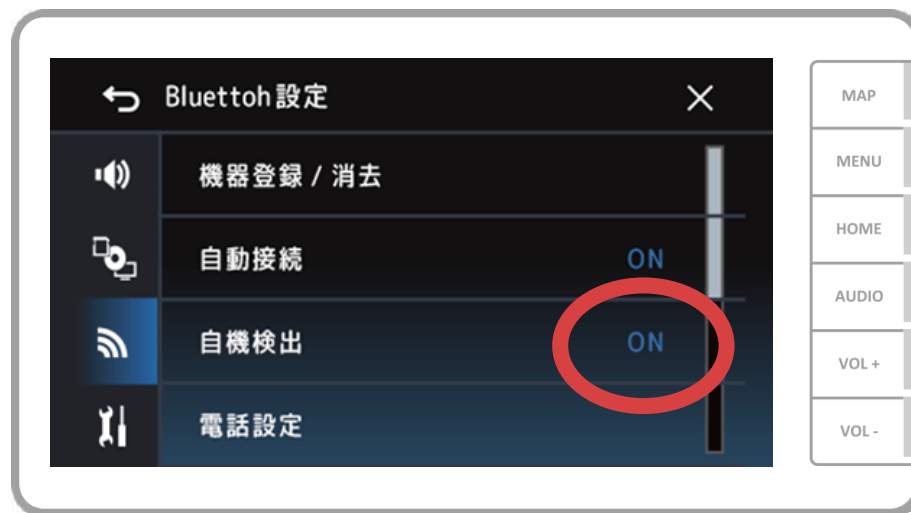 Bluettoh設定
機器登録 / 消去
自動接続 ON
自機検出 ON
電話設定
MAP
MENU
HOME
AUDIO
VOL +
VOL -